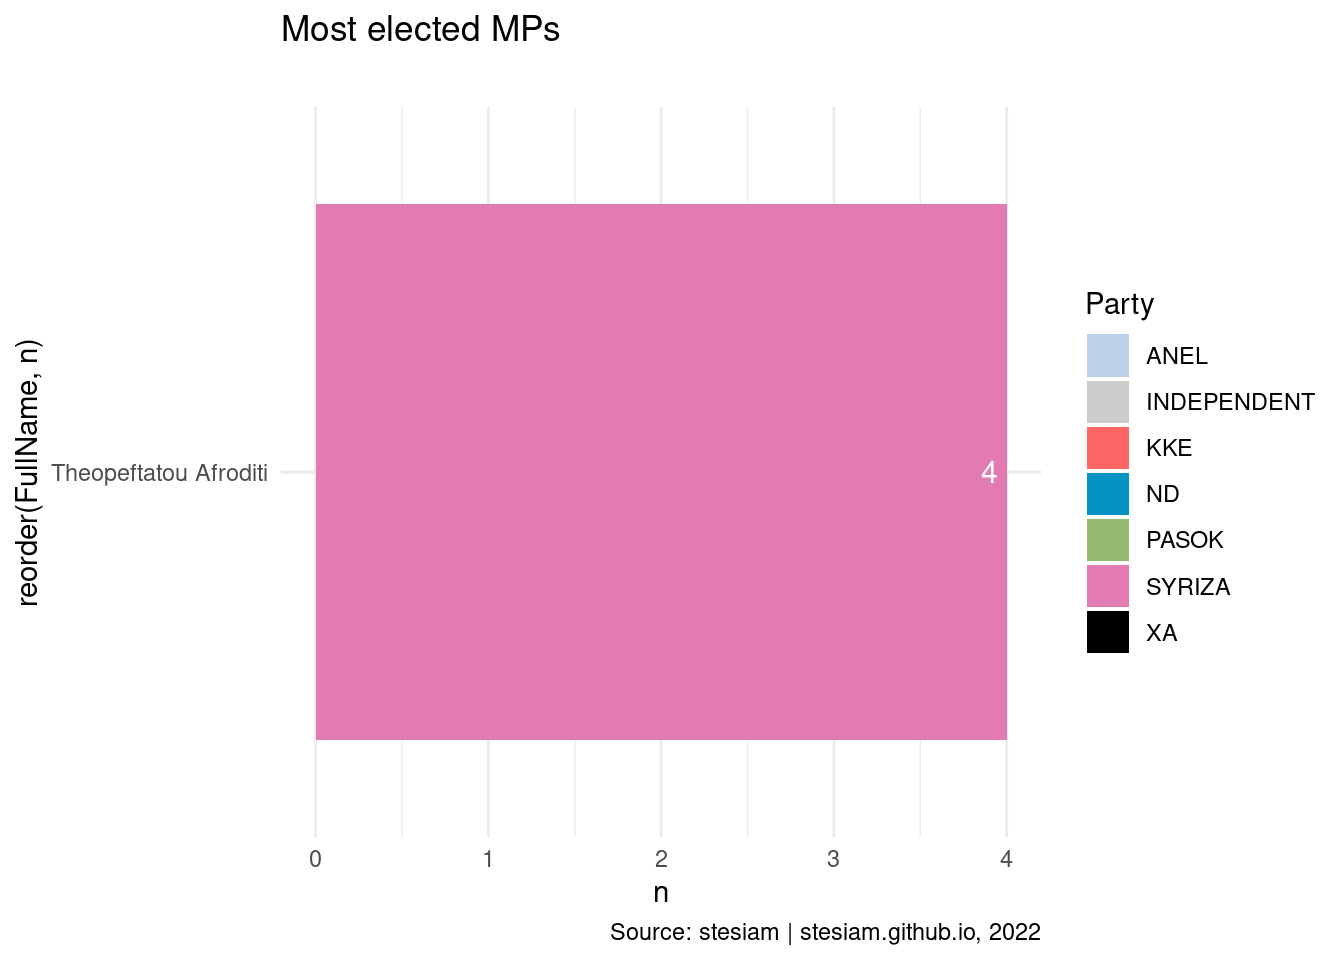 Most elected MPs
reorder(FullName, n)
Theopeftatou Afroditi
4
0 1 2 3 4
n
Party
ANEL
INDEPENDENT
KKE
ND
PASOK
SYRIZA
XA
Source: stesiam | stesiam.github.io, 2022